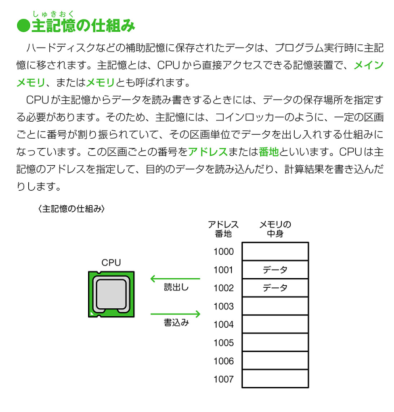 しゅきおく
●主記憶の仕組み
ハードディスクなどの補助記憶に保存されたデータは、プログラム実行時に主記
憶に移されます。主記憶とは、CPUから直接アクセスできる記憶装置で、メイン
メモリ、またはメモリとも呼ばれます。
CPUが主記憶からデータを読み書きするときには、データの保存場所を指定す
る必要があります。そのため、主記憶には、コインロッカーのように、一定の区画
ごとに番号が割り振られていて、その区画単位でデータを出し入れする仕組みに
なっています。この区画ごとの番号をアドレスまたは番地といいます。CPUは主
記憶のアドレスを指定して、目的のデータを読み込んだり、計算結果を書き込んだ
りします。
〈主記憶の仕組み〉
アドレス メモリの
番地 中身
1000
CPU
1001 データ
読出し
1002 データ
1003
書込み
1004
1005
1006
1007